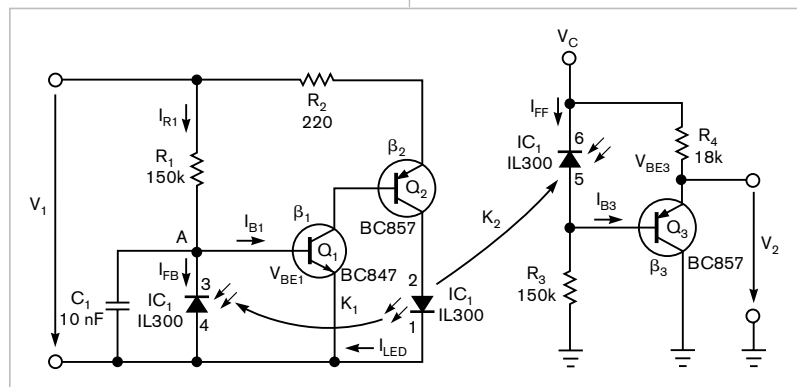 V1
IR1
R1
150k
R2
220
β2
Q2
BC857
A
IB1
β1
Q1
BC847
VBE1
IFB
C1
10 nF
IC1
IL300
3
4
K1
ILED
2
1
IC1
IL300
K2
VC
IFF
IC1
IL300
6
5
R4
18k
VBE3
IB3
Q3
β3
BC857
R3
150k
V2